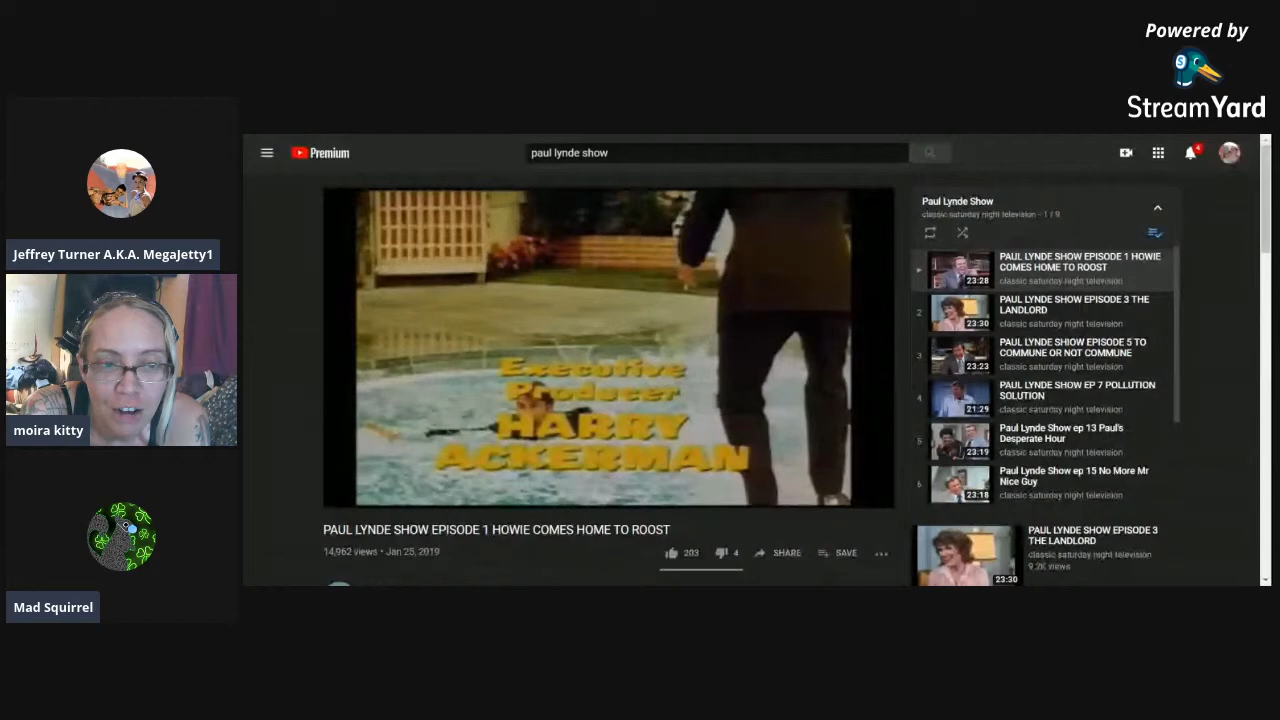 Powered by
StreamYard
Premium
paul lynde show
4
Jeffrey Turner A.K.A. MegaJetty1
moira kitty
Mad Squirrel
Executive
Producer
HARRY
ACKERMAN
PAUL LYNDE SHOW EPISODE 1 HOWIE COMES HOME TO ROOST
14,962 views • Jan 25, 2019
203
4
SHARE
SAVE
Paul Lynde Show
classic saturday night television - 1 / 9
23:28
PAUL LYNDE SHOW EPISODE 1 HOWIE
COMES HOME TO ROOST
classic saturday night television
2
23:30
PAUL LYNDE SHOW EPISODE 3 THE
LANDLORD
classic saturday night television
3
23:23
PAUL LYNDE SHOW EPISODE 5 TO
COMMUNE OR NOT COMMUNE
classic saturday night television
4
21:29
PAUL LYNDE SHOW EP 7 POLLUTION
SOLUTION
classic saturday night television
5
23:19
Paul Lynde Show ep 13 Paul's
Desperate Hour
classic saturday night television
6
23:18
Paul Lynde Show ep 15 No More Mr
Nice Guy
classic saturday night television
23:30
PAUL LYNDE SHOW EPISODE 3
THE LANDLORD
classic saturday night television
9.2K views